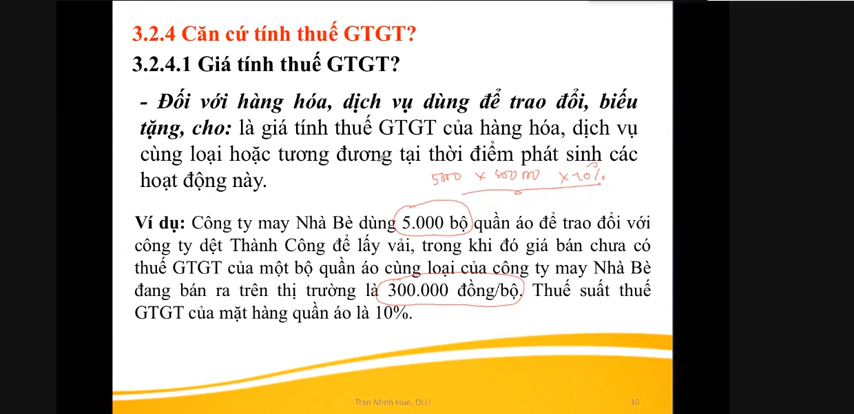 3.2.4 Căn cứ tính thuế GTGT?
3.2.4.1 Giá tính thuế GTGT?
- Đối với hàng hóa, dịch vụ dùng để trao đổi, biếu
tặng, cho: là giá tính thuế GTGT của hàng hóa, dịch vụ
cùng loại hoặc tương đương tại thời điểm phát sinh các
hoạt động này.
Ví dụ: Công ty may Nhà Bè dùng 5.000 bộ quần áo để trao đổi với
công ty dệt Thành Công để lấy vải, trong khi đó giá bán chưa có
thuế GTGT của một bộ quần áo cùng loại của công ty may Nhà Bè
đang bán ra trên thị trường là 300.000 đồng/bộ. Thuế suất thuế
GTGT của mặt hàng quần áo là 10%.
Tran Minh Hue, DLU
30